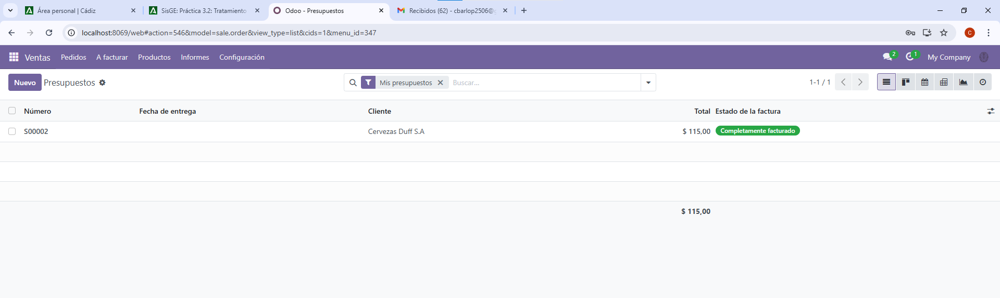 Área personal | Cádiz
SisGE: Práctica 3.2: Tratamiento
Odoo - Presupuestos
Recibidos (62) - cbarlop2506@g
localhost:8069/web#action=546&model=sale.order&view_type=list&cids=1&menu_id=347
C
Ventas Pedidos A facturar Productos Informes Configuración 2 1 My Company
Nuevo Presupuestos Mis presupuestos Buscar... 1-1 / 1
Número Fecha de entrega Cliente Total Estado de la factura
S00002 Cervezas Duff S.A $ 115,00 Completamente facturado
$ 115,00